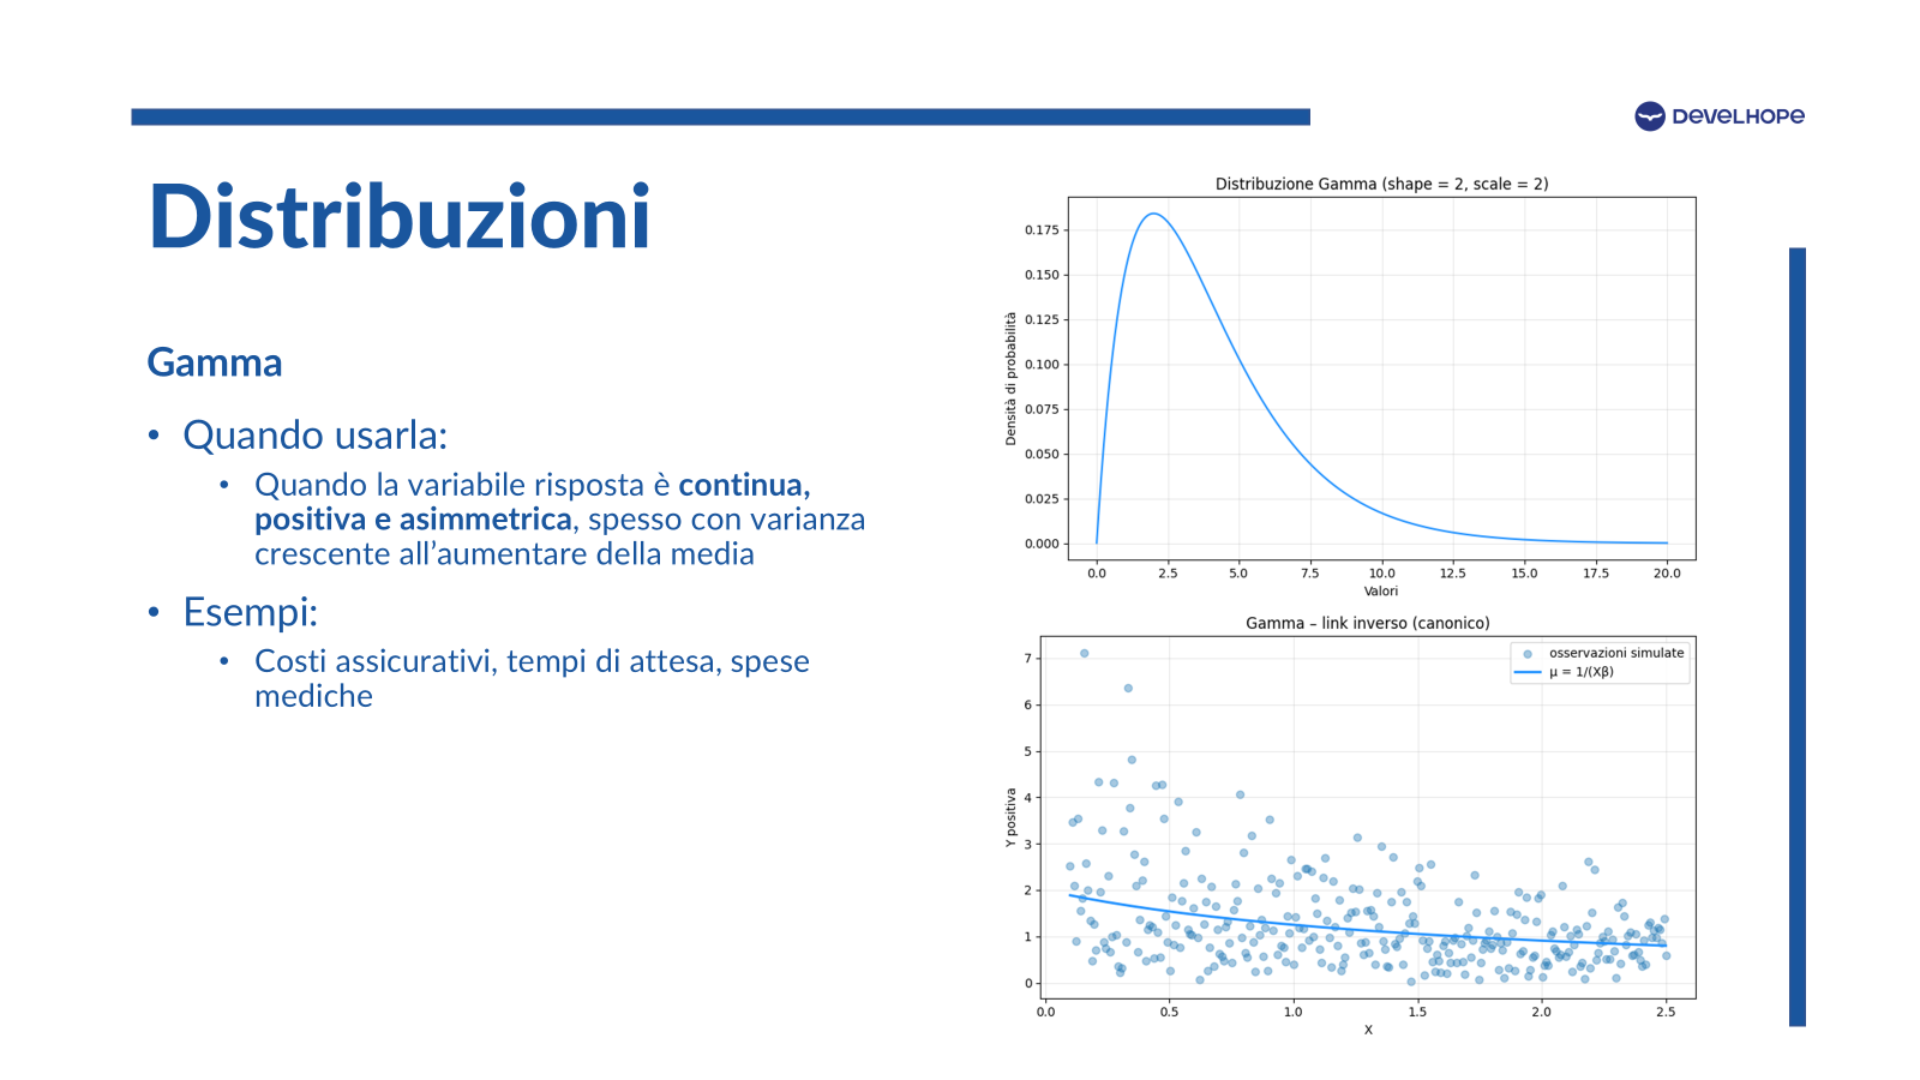 DEVELHOPE
Distribuzioni
Gamma
• Quando usarla:
• Quando la variabile risposta è continua,
positiva e asimmetrica, spesso con varianza
crescente all’aumentare della media
• Esempi:
• Costi assicurativi, tempi di attesa, spese
mediche
Distribuzione Gamma (shape = 2, scale = 2)
Densità di probabilità
0.175
0.150
0.125
0.100
0.075
0.050
0.025
0.000
0.0 2.5 5.0 7.5 10.0 12.5 15.0 17.5 20.0
Valori
Gamma – link inverso (canonico)
osservazioni simulate
μ = 1/(Xβ)
Y positiva
7
6
5
4
3
2
1
0
0.0 0.5 1.0 1.5 2.0 2.5
X